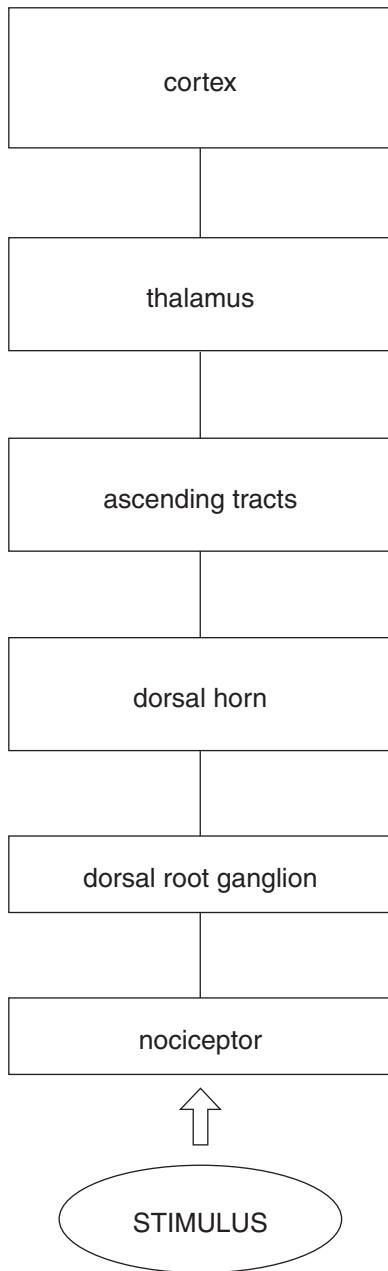 cortex
thalamus
ascending tracts
dorsal horn
dorsal root ganglion
nociceptor
STIMULUS